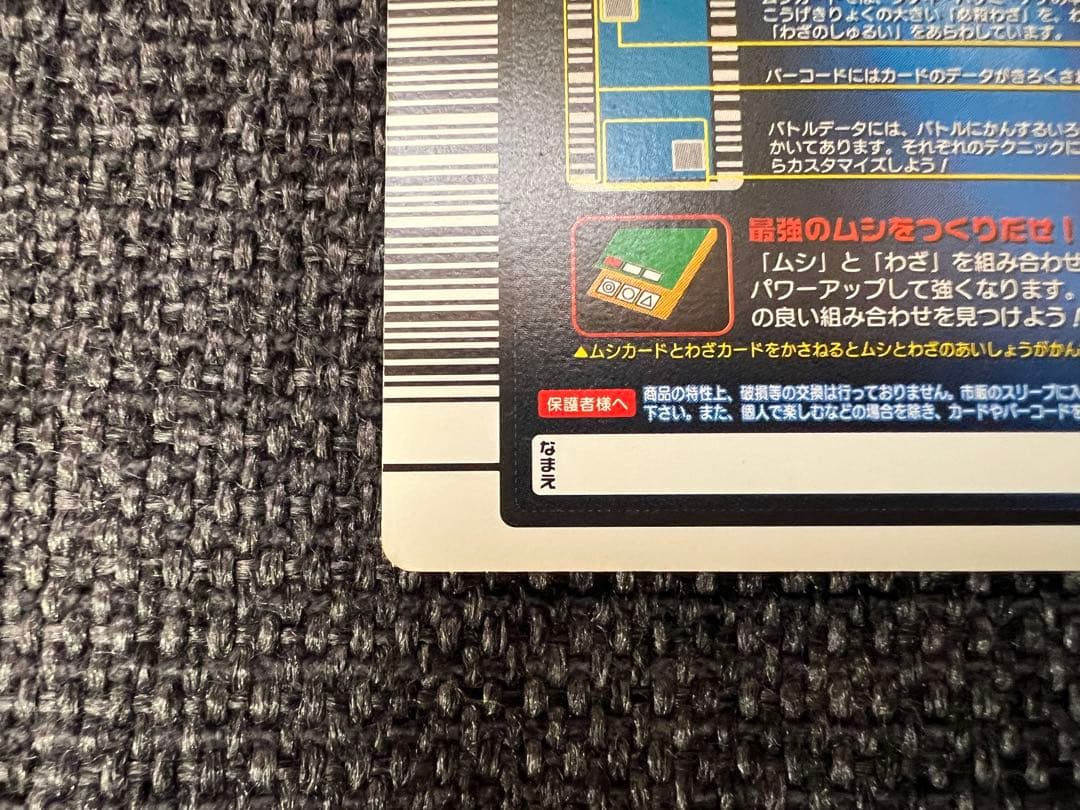 こうげきりょくの大きい「必殺わざ」を、わ
「わざのしゅるい」をあらわしています。
バーコードにはカードのデータがきろくさ
バトルデータには、バトルにかんするいろ
かいてあります。それぞれのテクニックに
らカスタマイズしよう!
最強のムシをつくりだせ!
「ムシ」と「わざ」を組み合わせ
パワーアップして強くなります。
の良い組み合わせを見つけよう!
▲ムシカードとわざカードをかさねるとムシとわざのあいしょうがかん
保護者様へ
商品の特性上、破損等の交換は行っておりません。市販のスリーブに入
下さい。また、個人で楽しむなどの場合を除き、カードやバーコードを
なまえ